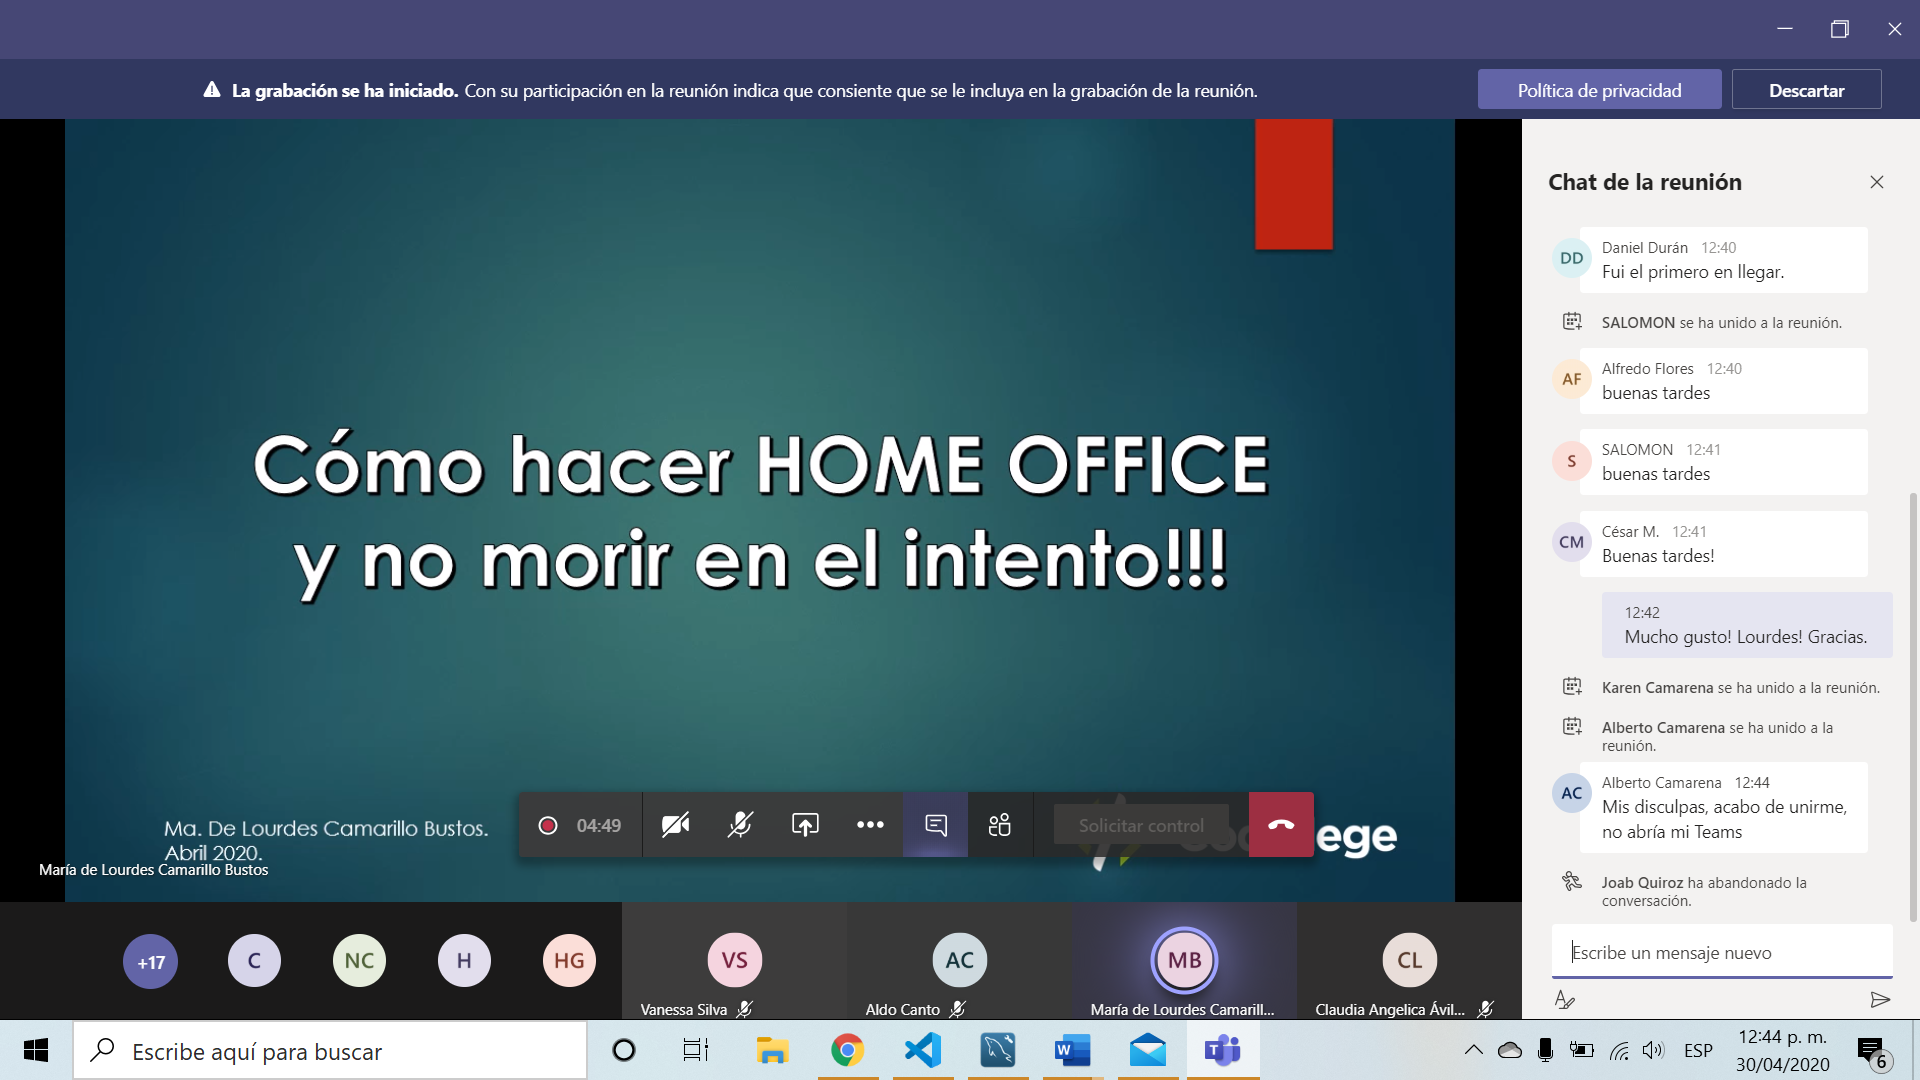 La grabación se ha iniciado. Con su participación en la reunión indica que consiente que se le incluya en la grabación de la reunión.
Política de privacidad
Descartar
Cómo hacer HOME OFFICE
y no morir en el intento!!!
Ma. De Lourdes Camarillo Bustos.
Abril 2020.
María de Lourdes Camarillo Bustos
04:49
Solicitar control
ege
+17
C
NC
H
HG
VS
Vanessa Silva
AC
Aldo Canto
MB
María de Lourdes Camarill...
CL
Claudia Angelica Ávil...
Chat de la reunión
DD
Daniel Durán 12:40
Fui el primero en llegar.
SALOMON se ha unido a la reunión.
AF
Alfredo Flores 12:40
buenas tardes
S
SALOMON 12:41
buenas tardes
CM
César M. 12:41
Buenas tardes!
12:42
Mucho gusto! Lourdes! Gracias.
Karen Camarena se ha unido a la reunión.
Alberto Camarena se ha unido a la
reunión.
AC
Alberto Camarena 12:44
Mis disculpas, acabo de unirme,
no abría mi Teams
Joab Quiroz ha abandonado la
conversación.
Escribe un mensaje nuevo
Escribe aquí para buscar
ESP
12:44 p. m.
30/04/2020
6